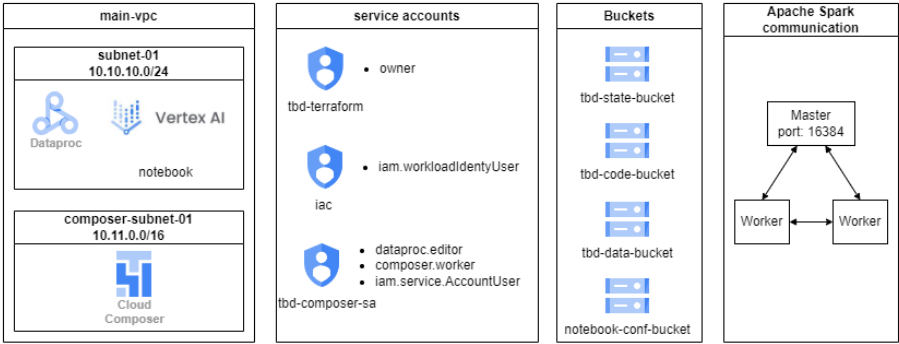 main-vpc
subnet-01
10.10.10.0/24
Dataproc
Vertex AI
notebook
composer-subnet-01
10.11.0.0/16
Cloud
Composer
service accounts
tbd-terraform
owner
iac
iam.workloadIdentyUser
tbd-composer-sa
dataproc.editor
composer.worker
iam.service.AccountUser
Buckets
tbd-state-bucket
tbd-code-bucket
tbd-data-bucket
notebook-conf-bucket
Apache Spark
communication
Master
port: 16384
Worker
Worker